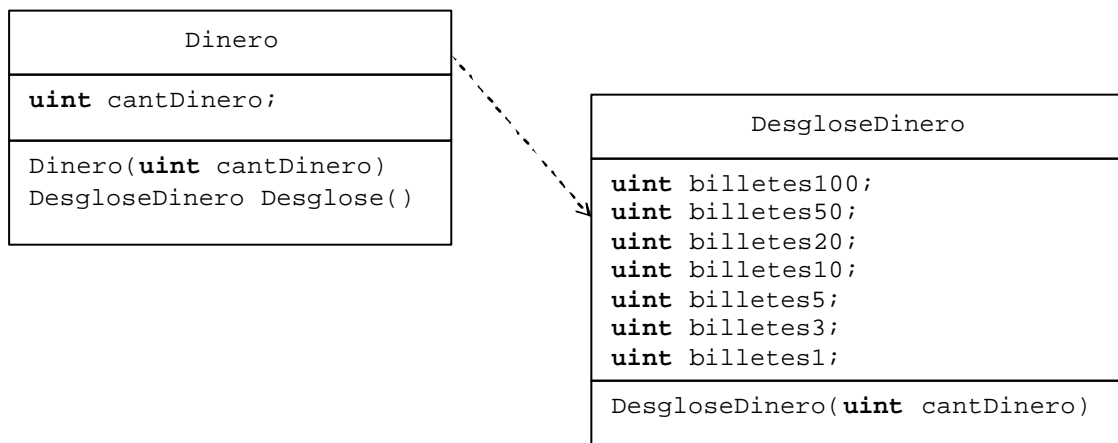 Dinero
uint cantDinero;
Dinero(uint cantDinero)
DesgloseDinero Desglose()
DesgloseDinero
uint billetes100;
uint billetes50;
uint billetes20;
uint billetes10;
uint billetes5;
uint billetes3;
uint billetes1;
DesgloseDinero(uint cantDinero)